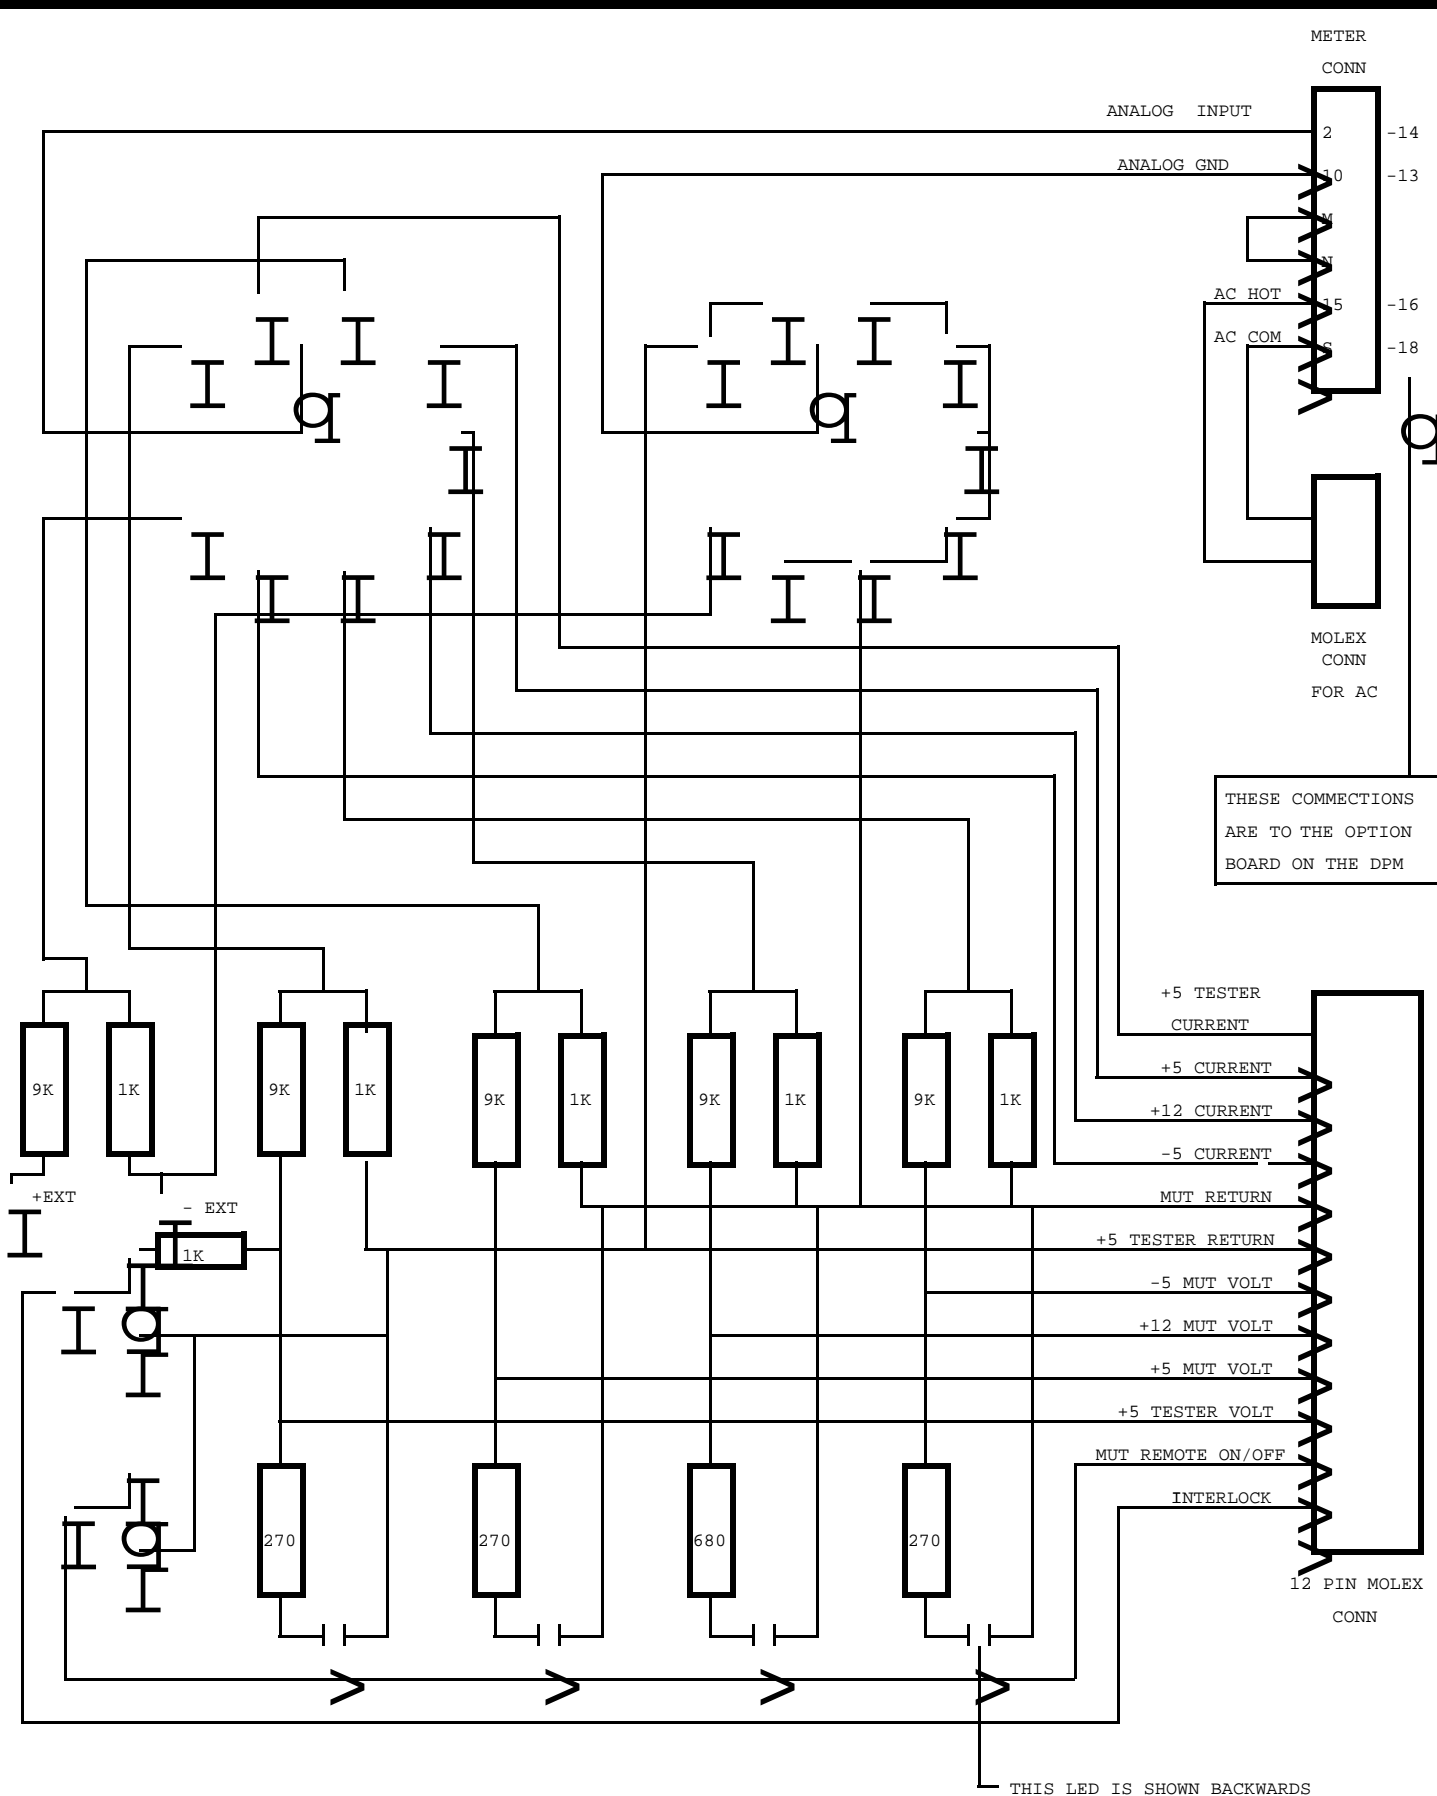 METER
CONN
ANALOG INPUT
2 -14
ANALOG GND
10 -13
M
N
AC HOT
15 -16
AC COM
S -18
MOLEX
CONN
FOR AC
THESE COMMECTIONS
ARE TO THE OPTION
BOARD ON THE DPM
+5 TESTER
CURRENT
+5 CURRENT
+12 CURRENT
-5 CURRENT
MUT RETURN
+5 TESTER RETURN
-5 MUT VOLT
+12 MUT VOLT
+5 MUT VOLT
+5 TESTER VOLT
MUT REMOTE ON/OFF
INTERLOCK
12 PIN MOLEX
CONN
9K 1K 9K 1K 9K 1K 9K 1K 9K 1K
+EXT
- EXT
1K
270 270 680 270
THIS LED IS SHOWN BACKWARDS